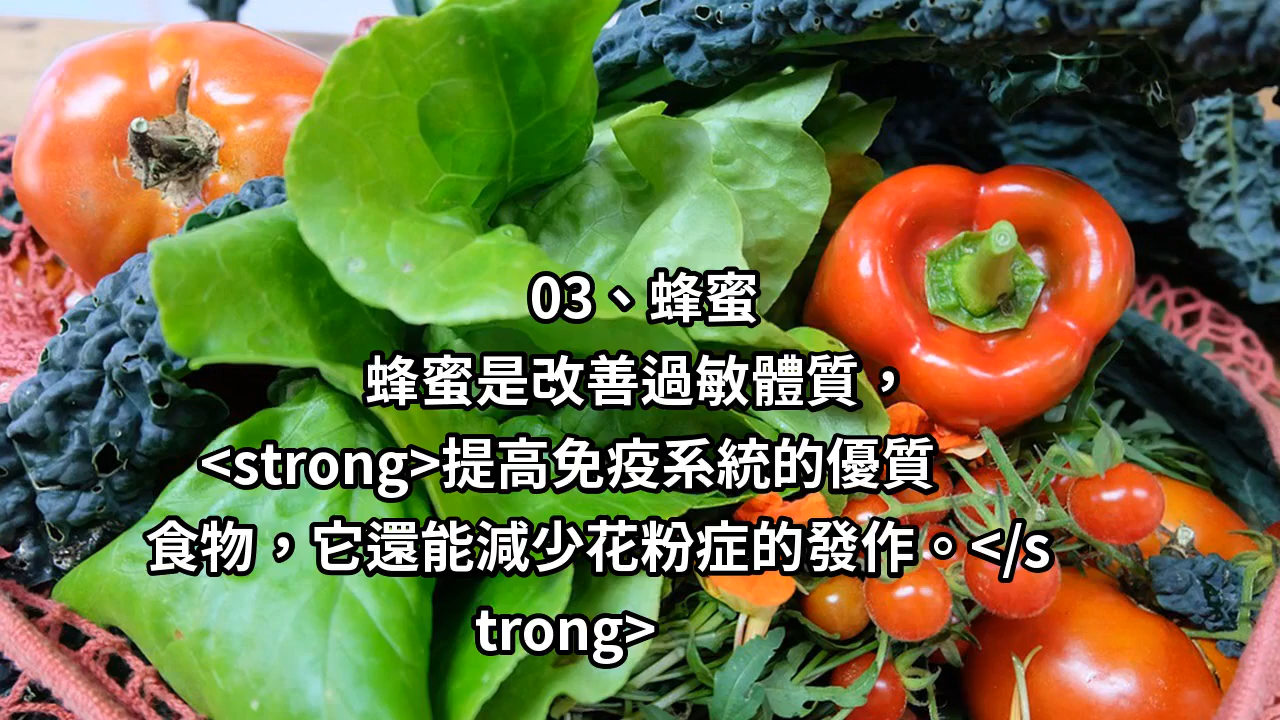 03、蜂蜜
蜂蜜是改善過敏體質，
<strong>提高免疫系統的優質
食物，它還能減少花粉症的發作。</s
trong>